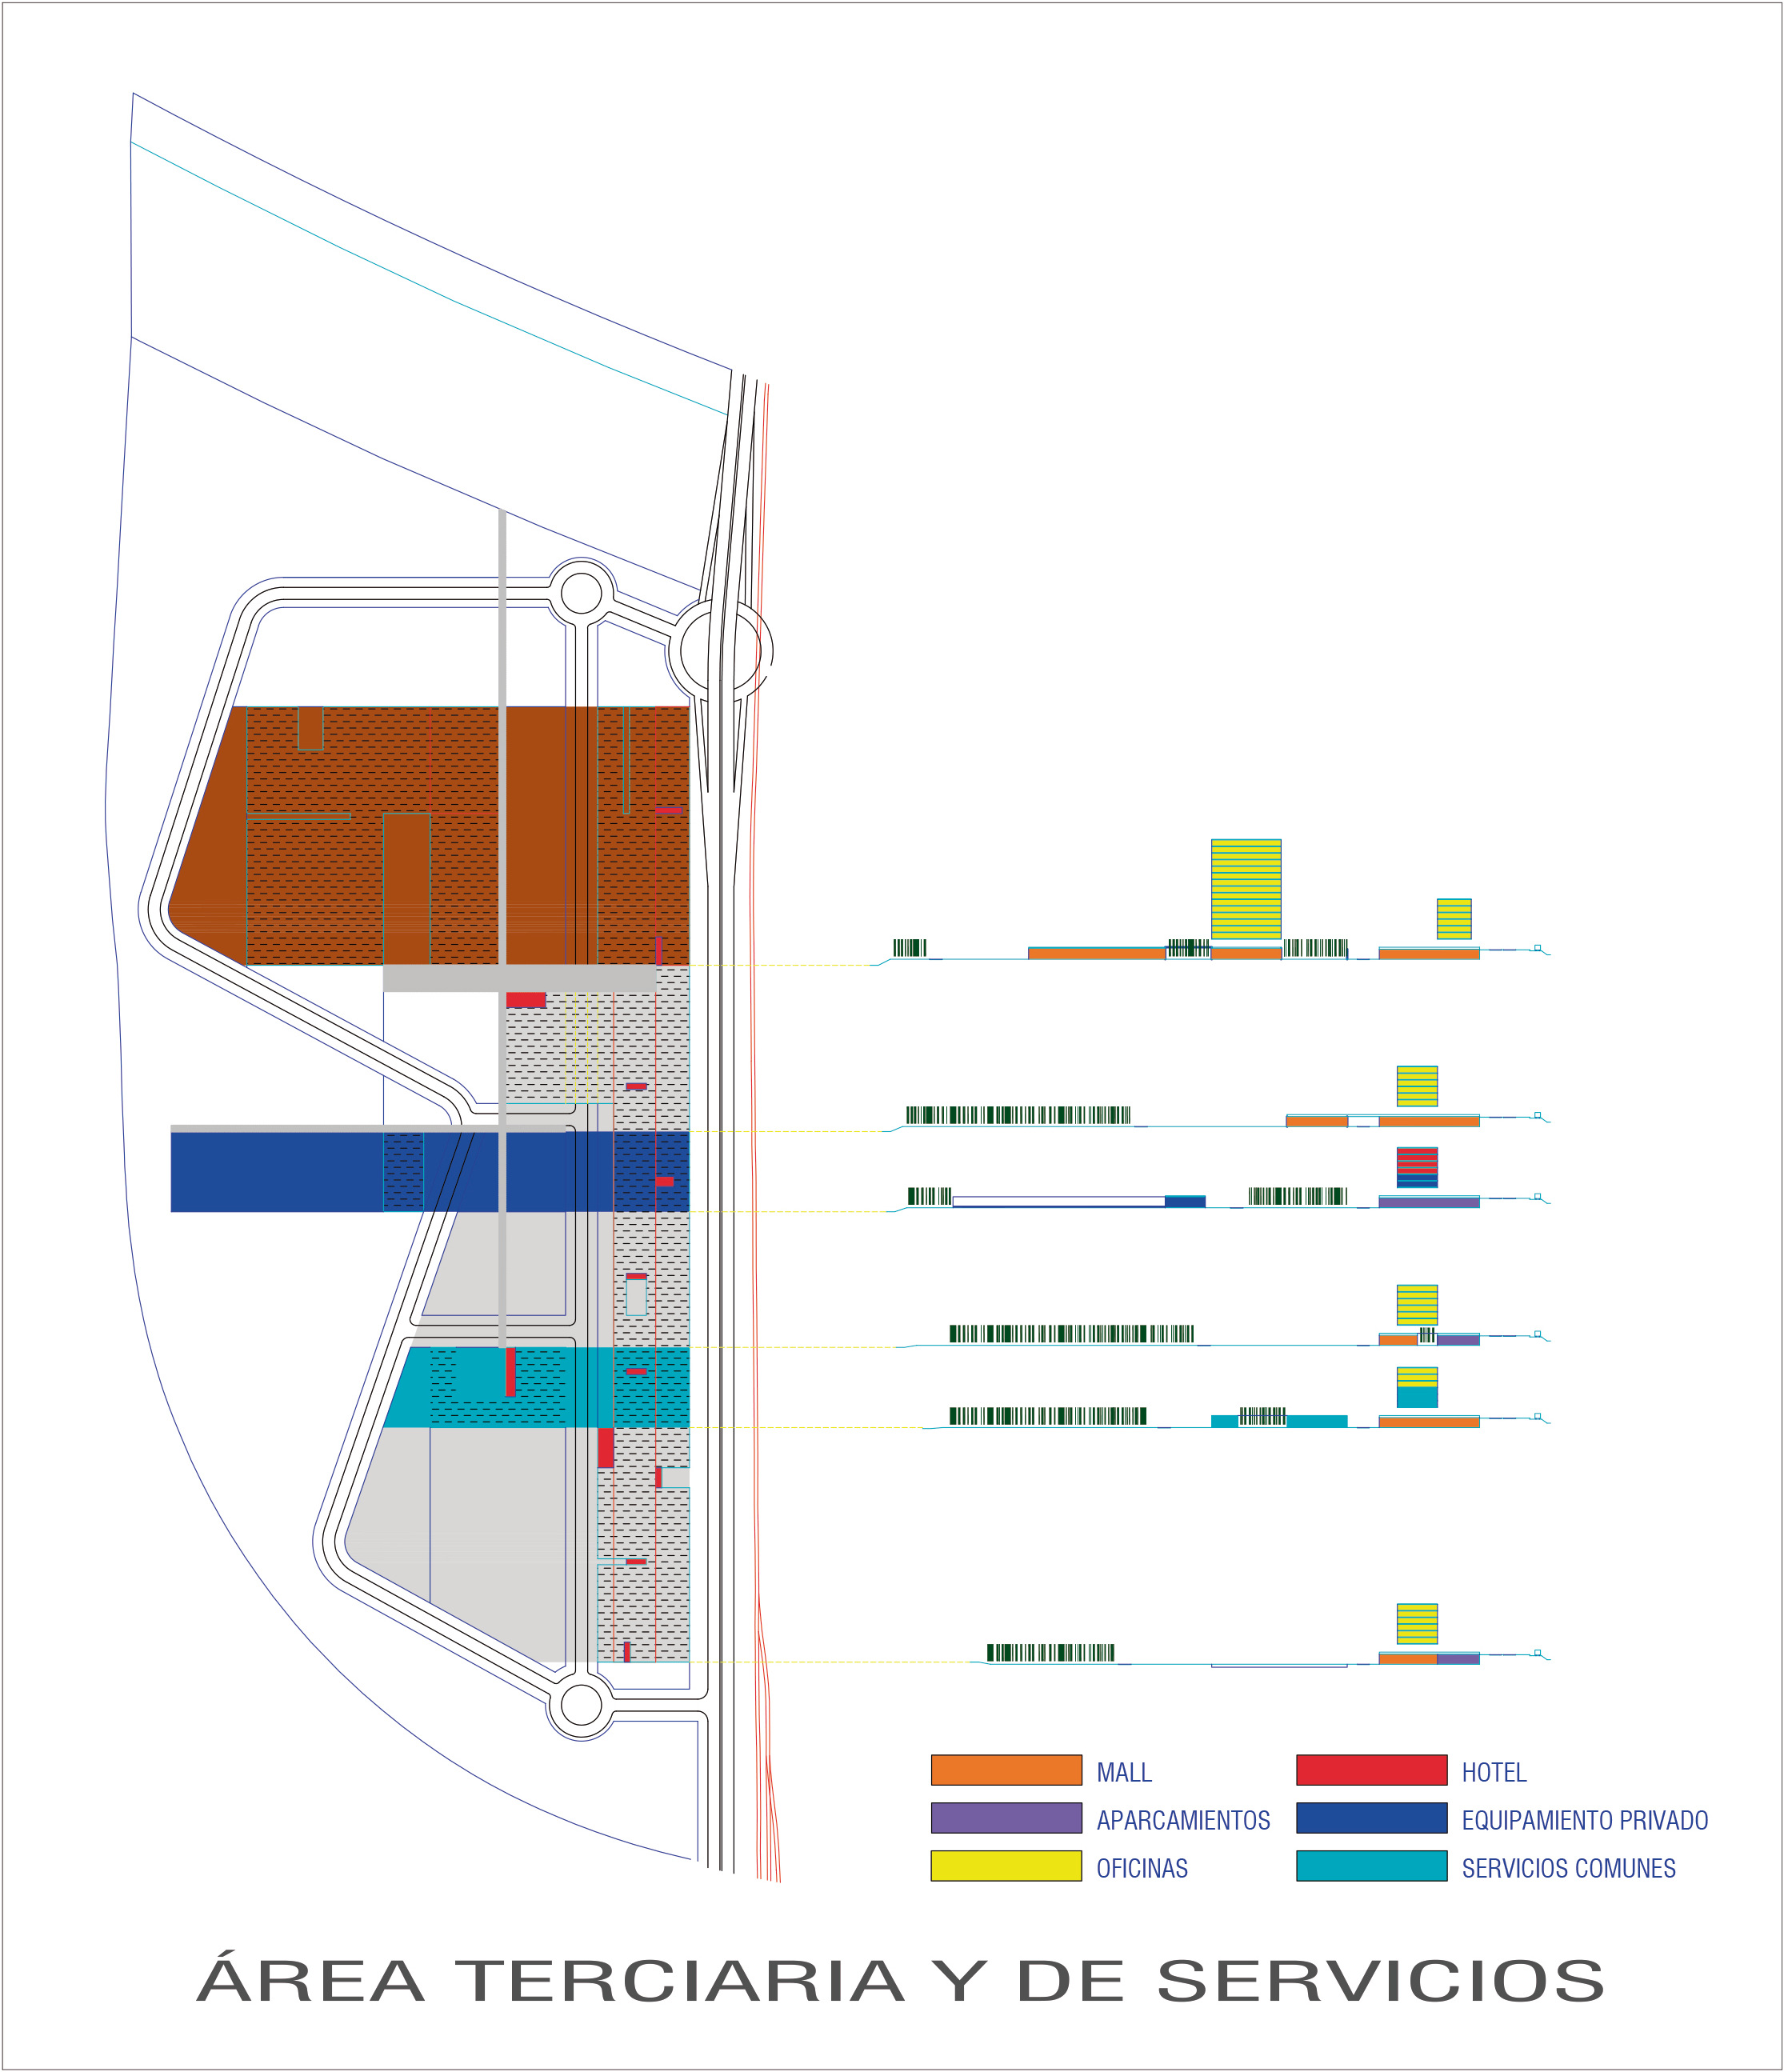 MALL
HOTEL
APARCAMIENTOS
EQUIPAMIENTO PRIVADO
OFICINAS
SERVICIOS COMUNES
ÁREA TERCIARIA Y DE SERVICIOS